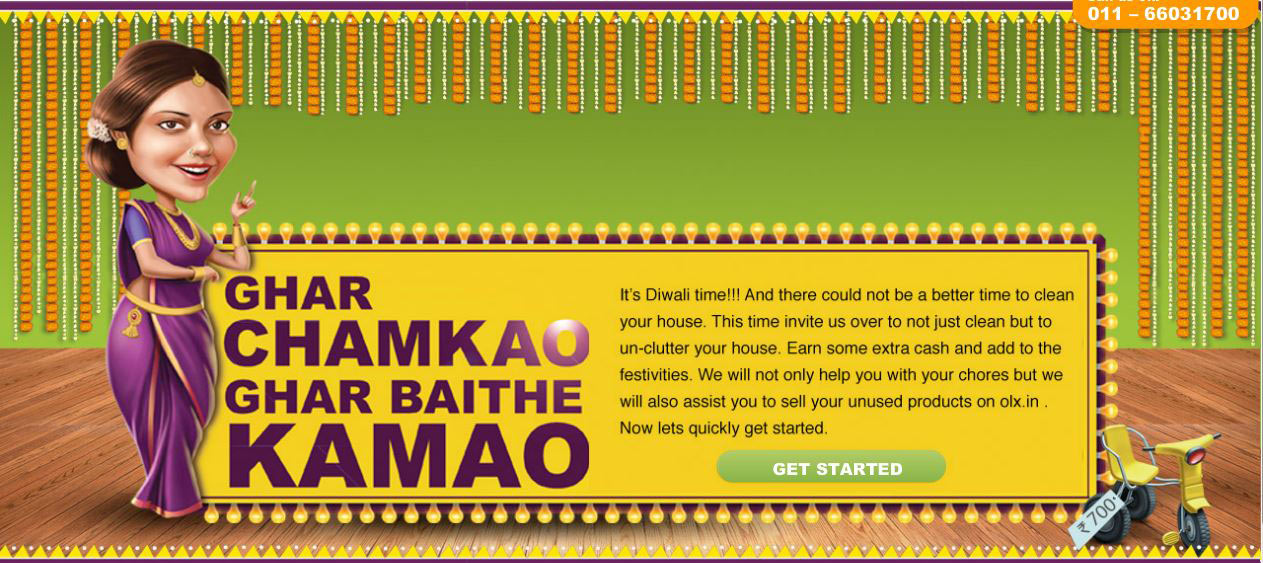 011 – 66031700
GHAR
CHAMKAO
GHAR BAITHE
KAMAO
It's Diwali time!!! And there could not be a better time to clean
your house. This time invite us over to not just clean but to
un-clutter your house. Earn some extra cash and add to the
festivities. We will not only help you with your chores but we
will also assist you to sell your unused products on olx.in .
Now lets quickly get started.
GET STARTED
₹ 700